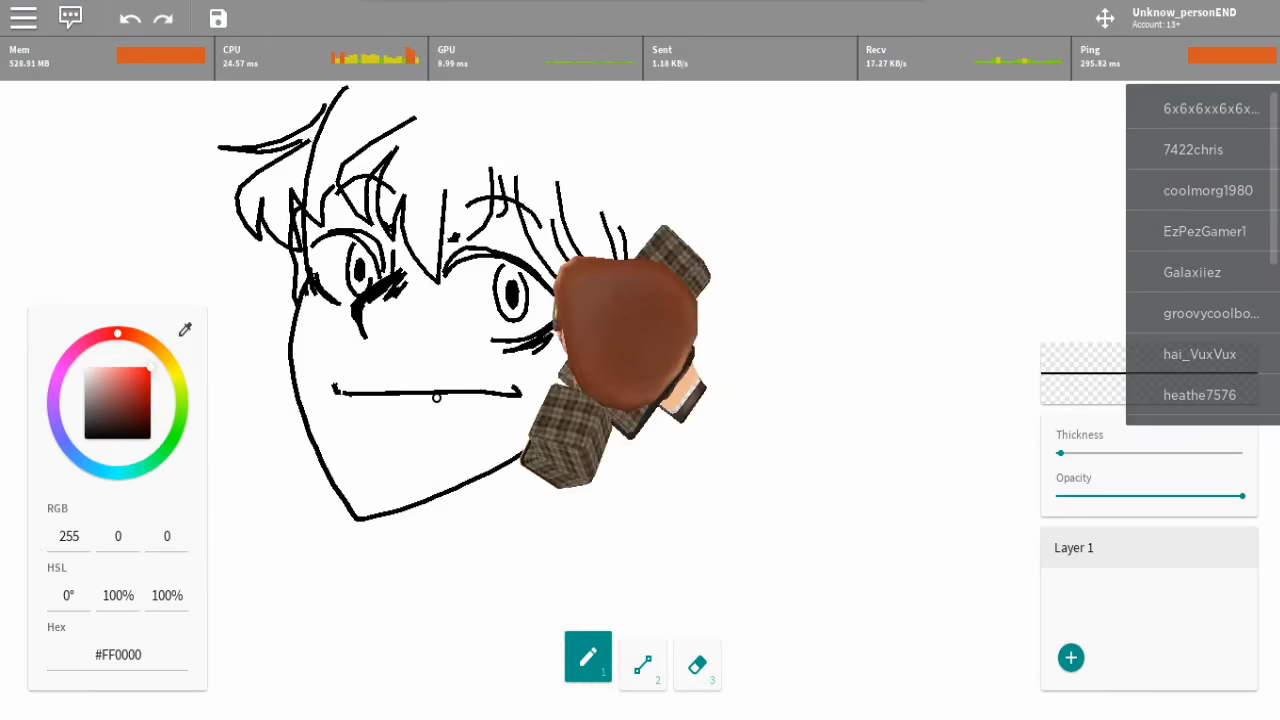 Unknow_personEND
Account: 13+
Mem
528.91 MB
CPU
24.57 ms
GPU
8.99 ms
Sent
1.18 KB/s
Recv
17.27 KB/s
Ping
295.82 ms
6x6x6xx6x6x...
7422chris
coolmorg1980
EzPezGamer1
Galaxiiez
groovycoolbo...
hai_VuxVux
heathe7576
RGB
255 0 0
HSL
0° 100% 100%
Hex
#FF0000
Thickness
Opacity
Layer 1
1
2
3